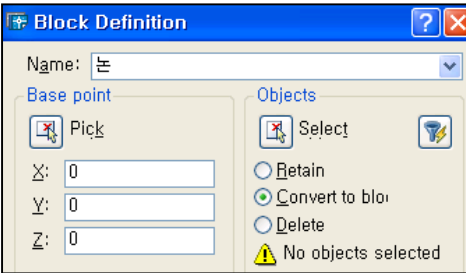 Block Definition
Name: 논
Base point
Pick
X: 0
Y: 0
Z: 0
Objects
Select
Retain
Convert to blo
Delete
No objects selected